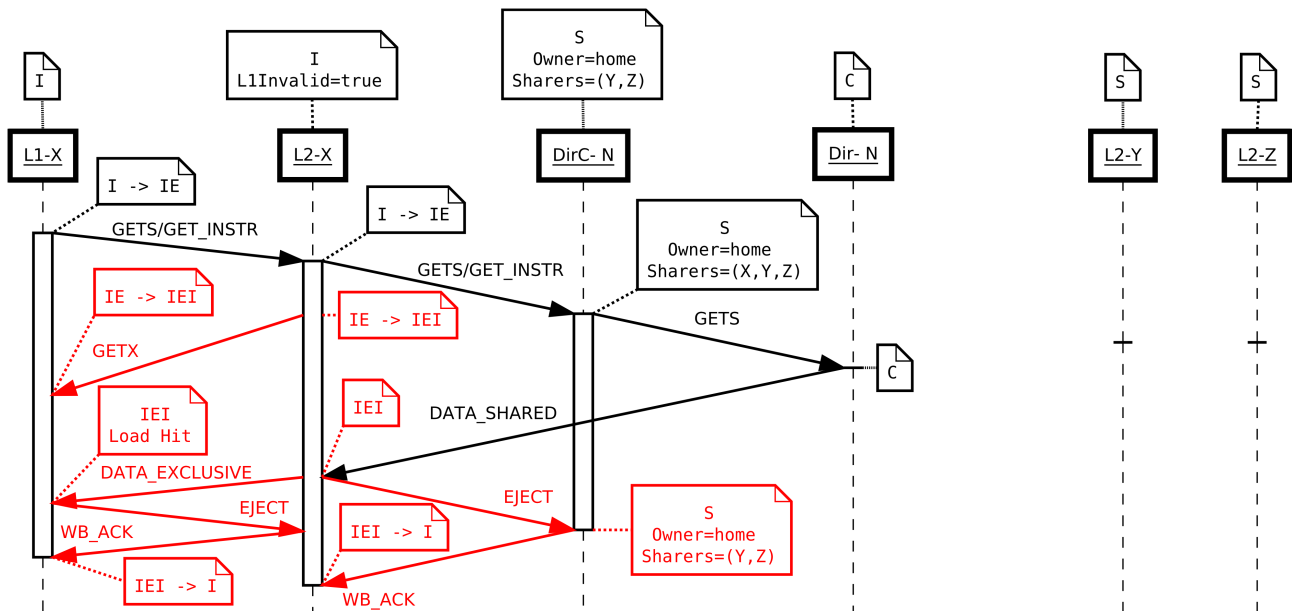 S
Owner=home
Sharers=(Y,Z)
I
L1Invalid=true
I
C
S
S
L1-X
L2-X
DirC- N
Dir- N
L2-Y
L2-Z
I -> IE
I -> IE
GETS/GET_INSTR
S
Owner=home
Sharers=(X,Y,Z)
GETS/GET_INSTR
IE -> IEI
IE -> IEI
GETS
GETX
C
IEI
Load Hit
IEI
DATA_SHARED
DATA_EXCLUSIVE
EJECT
EJECT
WB_ACK
IEI -> I
S
Owner=home
Sharers=(Y,Z)
IEI -> I
WB_ACK